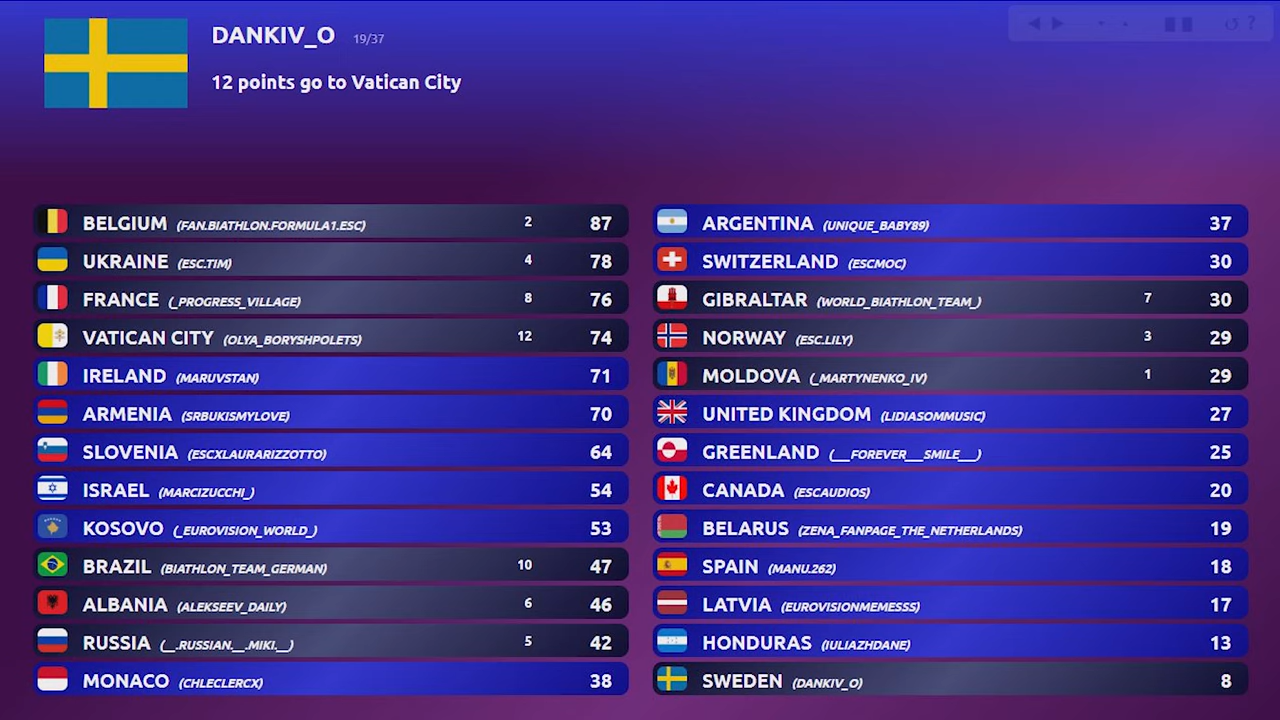 DANKIV_O 19/37
12 points go to Vatican City
BELGIUM (FAN.BIATHLON.FORMULA1.ESC) 2 87
UKRAINE (ESC.TIM) 4 78
FRANCE (_PROGRESS_VILLAGE) 8 76
VATICAN CITY (OLYA_BORYSHPOLETS) 12 74
IRELAND (MARUVSTAN) 71
ARMENIA (SRBUKISMYLOVE) 70
SLOVENIA (ESCXLAURARIZZOTTO) 64
ISRAEL (MARCIZUCCHI_) 54
KOSOVO (_EUROVISION_WORLD_) 53
BRAZIL (BIATHLON_TEAM_GERMAN) 10 47
ALBANIA (ALEKSEEV_DAILY) 6 46
RUSSIA (__.RUSSIAN.__.MIKI.__) 5 42
MONACO (CHLECLERCX) 38
ARGENTINA (UNIQUE_BABY89) 37
SWITZERLAND (ESCMOC) 30
GIBRALTAR (WORLD_BIATHLON_TEAM_) 7 30
NORWAY (ESC.LILY) 3 29
MOLDOVA (_MARTYNENKO_IV) 1 29
UNITED KINGDOM (LIDIASOMMUSIC) 27
GREENLAND (__FOREVER___SMILE___) 25
CANADA (ESCAUDIOS) 20
BELARUS (ZENA_FANPAGE_THE_NETHERLANDS) 19
SPAIN (MANU.262) 18
LATVIA (EUROVISIONMEMESSS) 17
HONDURAS (IULIAZHDANE) 13
SWEDEN (DANKIV_O) 8